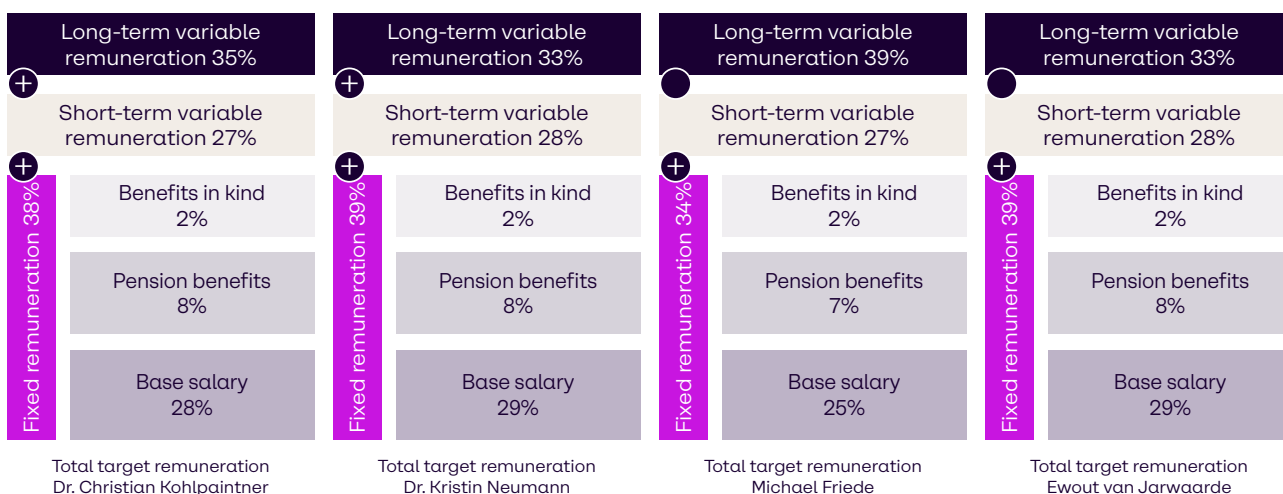 Long-term variable
remuneration 35%
Short-term variable
remuneration 27%
Fixed remuneration 38%
Benefits in kind
2%
Pension benefits
8%
Base salary
28%
Total target remuneration
Dr. Christian Kohlpaintner
Long-term variable
remuneration 33%
Short-term variable
remuneration 28%
Fixed remuneration 39%
Benefits in kind
2%
Pension benefits
8%
Base salary
29%
Total target remuneration
Dr. Kristin Neumann
Long-term variable
remuneration 39%
Short-term variable
remuneration 27%
Fixed remuneration 34%
Benefits in kind
2%
Pension benefits
7%
Base salary
25%
Total target remuneration
Michael Friede
Long-term variable
remuneration 33%
Short-term variable
remuneration 28%
Fixed remuneration 39%
Benefits in kind
2%
Pension benefits
8%
Base salary
29%
Total target remuneration
Ewout van Jarwaarde